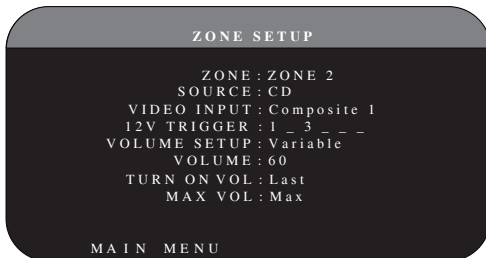 ZONE SETUP
ZONE : ZONE 2
SOURCE : CD
VIDEO INPUT : Composite 1
12V TRIGGER : 1 _ 3 _ _ _
VOLUME SETUP : Variable
VOLUME : 60
TURN ON VOL : Last
MAX VOL : Max
MAIN MENU